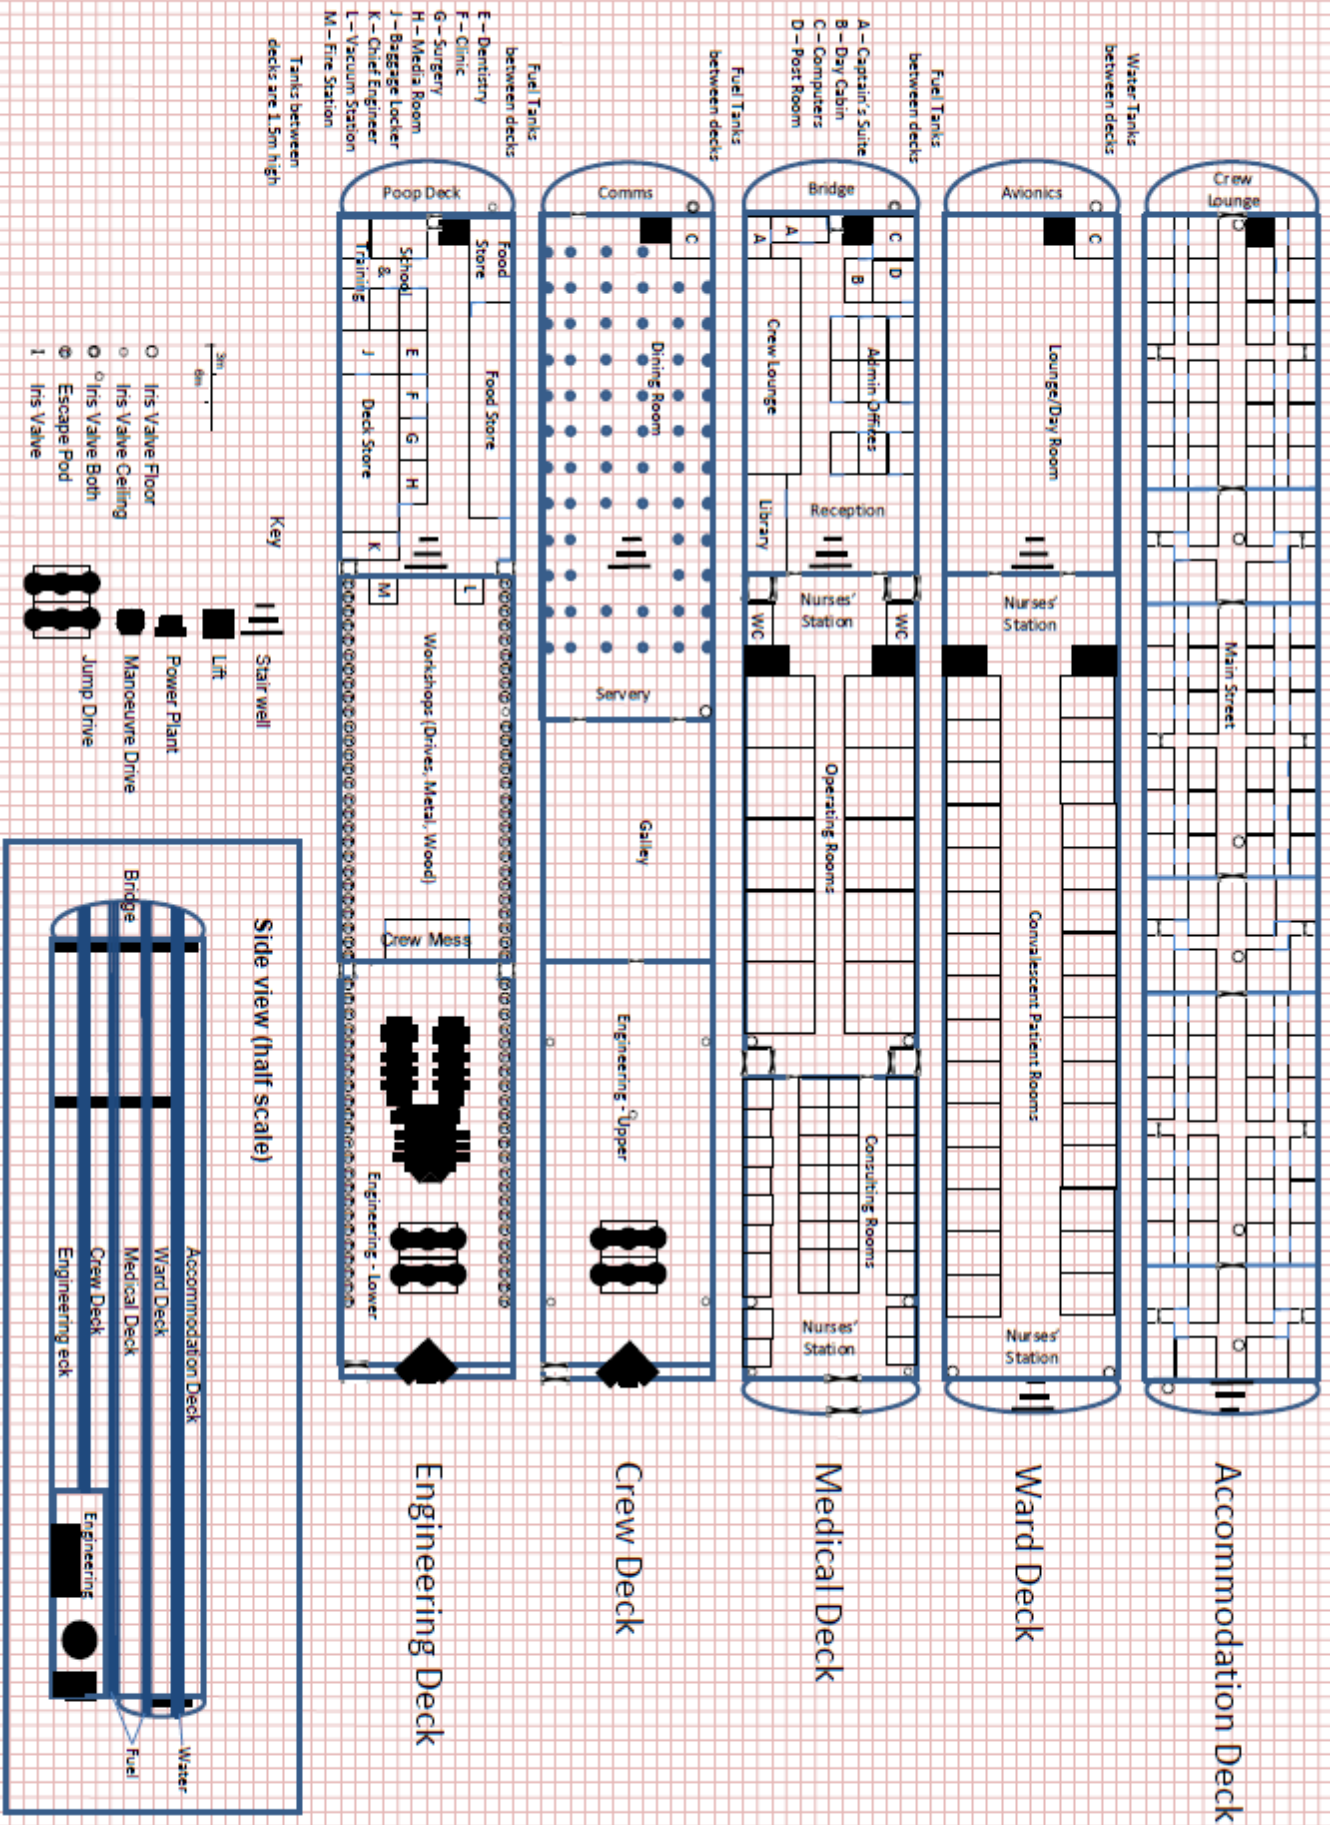 Accommodation Deck
Crew
Lounge
Main Street
Water Tanks
between decks
Ward Deck
Avionics
C
Lounge/Day Room
Nurses'
Station
Convalescent Patient Rooms
Nurses'
Station
Fuel Tanks
between decks
Medical Deck
Bridge
C
D
A
A
B
Admin Offices
Crew Lounge
Reception
Library
Nurses'
Station
WC
WC
Operating Rooms
Consulting Rooms
Nurses'
Station
A – Captain's Suite
B – Day Cabin
C – Computers
D – Post Room
Fuel Tanks
between decks
Crew Deck
Comms
C
Dining Room
Servery
Galley
Engineering - Upper
Fuel Tanks
between decks
Engineering Deck
Poop Deck
Food
Store
Food Store
School
&
Training
E
F
G
H
J
Deck Store
K
L
M
Workshops (Drives, Metal, Wood)
Crew Mess
Engineering - Lower
E – Dentistry
F – Clinic
G – Surgery
H – Media Room
J – Baggage Locker
K – Chief Engineer
L – Vacuum Station
M – Fire Station
Tanks between
decks are 1.5m high
3m
6m
Key
Iris Valve Floor
Iris Valve Ceiling
Iris Valve Both
Escape Pod
Iris Valve
Stair well
Lift
Power Plant
Manoeuvre Drive
Jump Drive
Side view (half scale)
Bridge
Accommodation Deck
Ward Deck
Medical Deck
Crew Deck
Engineering eck
Engineering
Water
Fuel